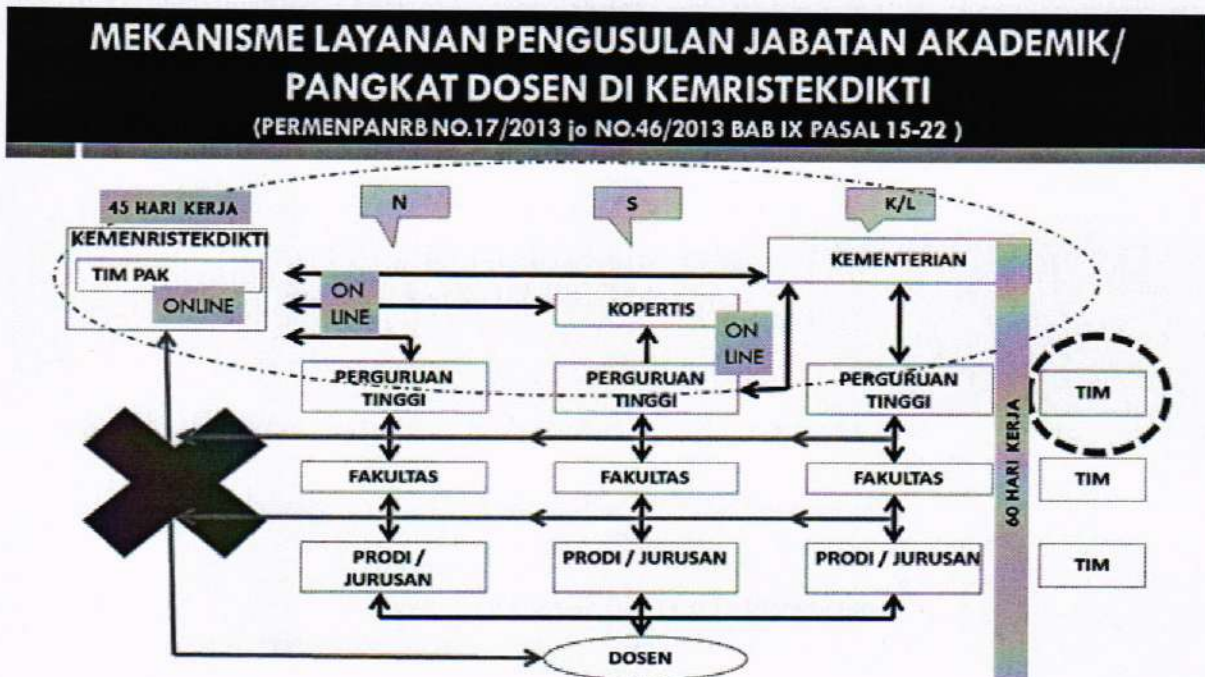 MEKANISME LAYANAN PENGUSULAN JABATAN AKADEMIK/
PANGKAT DOSEN DI KEMRISTEKDIKTI
(PERMENPANRB NO.17/2013 jo NO.46/2013 BAB IX PASAL 15-22 )
45 HARI KERJA
N
S
K/L
KEMENRISTEKDIKTI
TIM PAK
ONLINE
ON
LINE
KEMENTERIAN
KOPERTIS
ON
LINE
PERGURUAN
TINGGI
PERGURUAN
TINGGI
PERGURUAN
TINGGI
TIM
60 HARI KERJA
FAKULTAS
FAKULTAS
FAKULTAS
TIM
PRODI /
JURUSAN
PRODI / JURUSAN
PRODI / JURUSAN
TIM
DOSEN